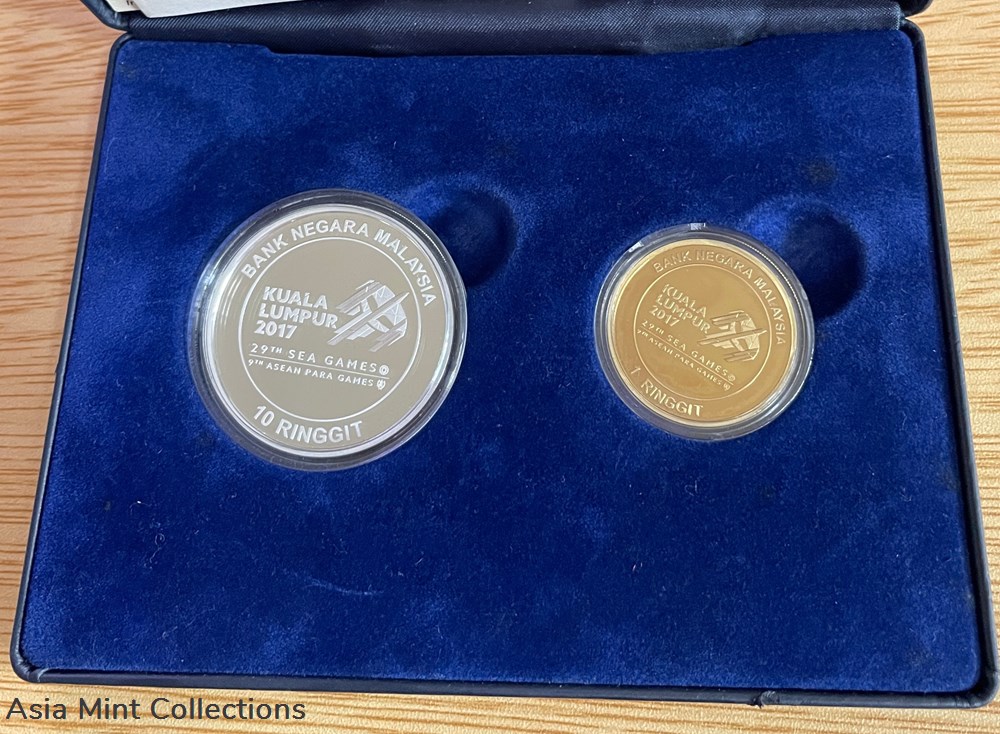 BANK NEGARA MALAYSIA
KUALA
LUMPUR
2017
29TH SEA GAMES
9TH ASEAN PARA GAMES
10 RINGGIT
BANK NEGARA MALAYSIA
KUALA
LUMPUR
2017
29TH SEA GAMES
9TH ASEAN PARA GAMES
1 RINGGIT
Asia Mint Collections